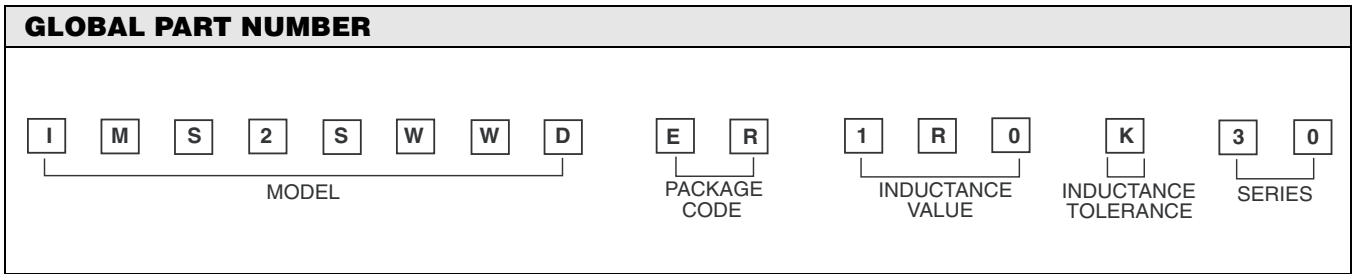 GLOBAL PART NUMBER
I M S 2 S W W D E R 1 R 0 K 3 0
MODEL PACKAGE CODE INDUCTANCE VALUE INDUCTANCE TOLERANCE SERIES